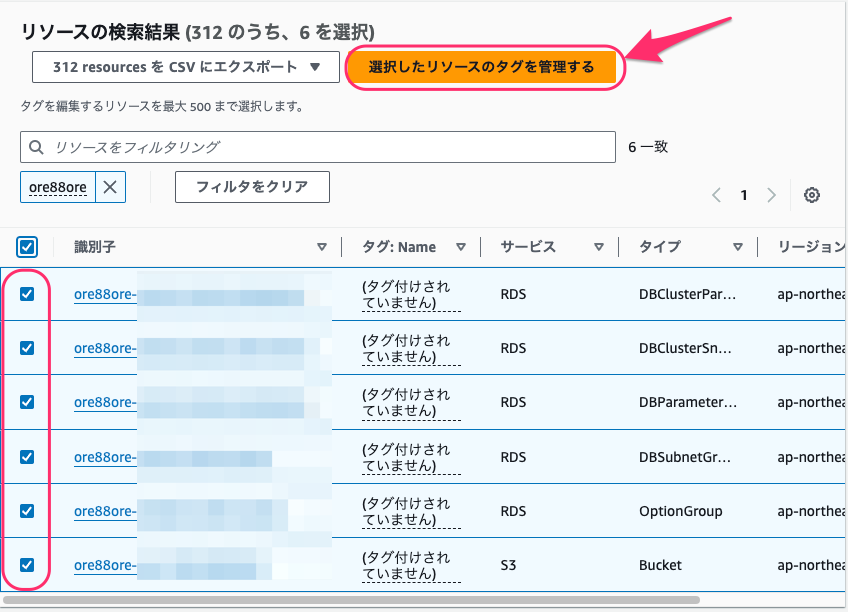 リソースの検索結果 (312 のうち、6 を選択)
312 resources を CSV にエクスポート
選択したリソースのタグを管理する
タグを編集するリソースを最大 500 まで選択します。
リソースをフィルタリング
6 一致
ore88ore
フィルタをクリア
1
識別子 タグ: Name サービス タイプ リージョン
ore88ore- (タグ付けされ RDS DBClusterPar… ap-northea
ていません)
ore88ore- (タグ付けされ RDS DBClusterSn… ap-northea
ていません)
ore88ore- (タグ付けされ RDS DBParameter… ap-northea
ていません)
ore88ore- (タグ付けされ RDS DBSubnetGr… ap-northea
ていません)
ore88ore- (タグ付けされ RDS OptionGroup ap-northea
ていません)
ore88ore- (タグ付けされ S3 Bucket ap-northea
ていません)